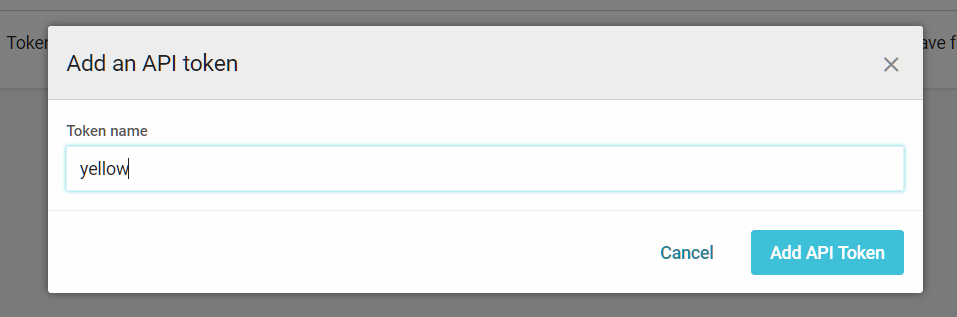 Add an API token
Token name
yellow
Cancel
Add API Token